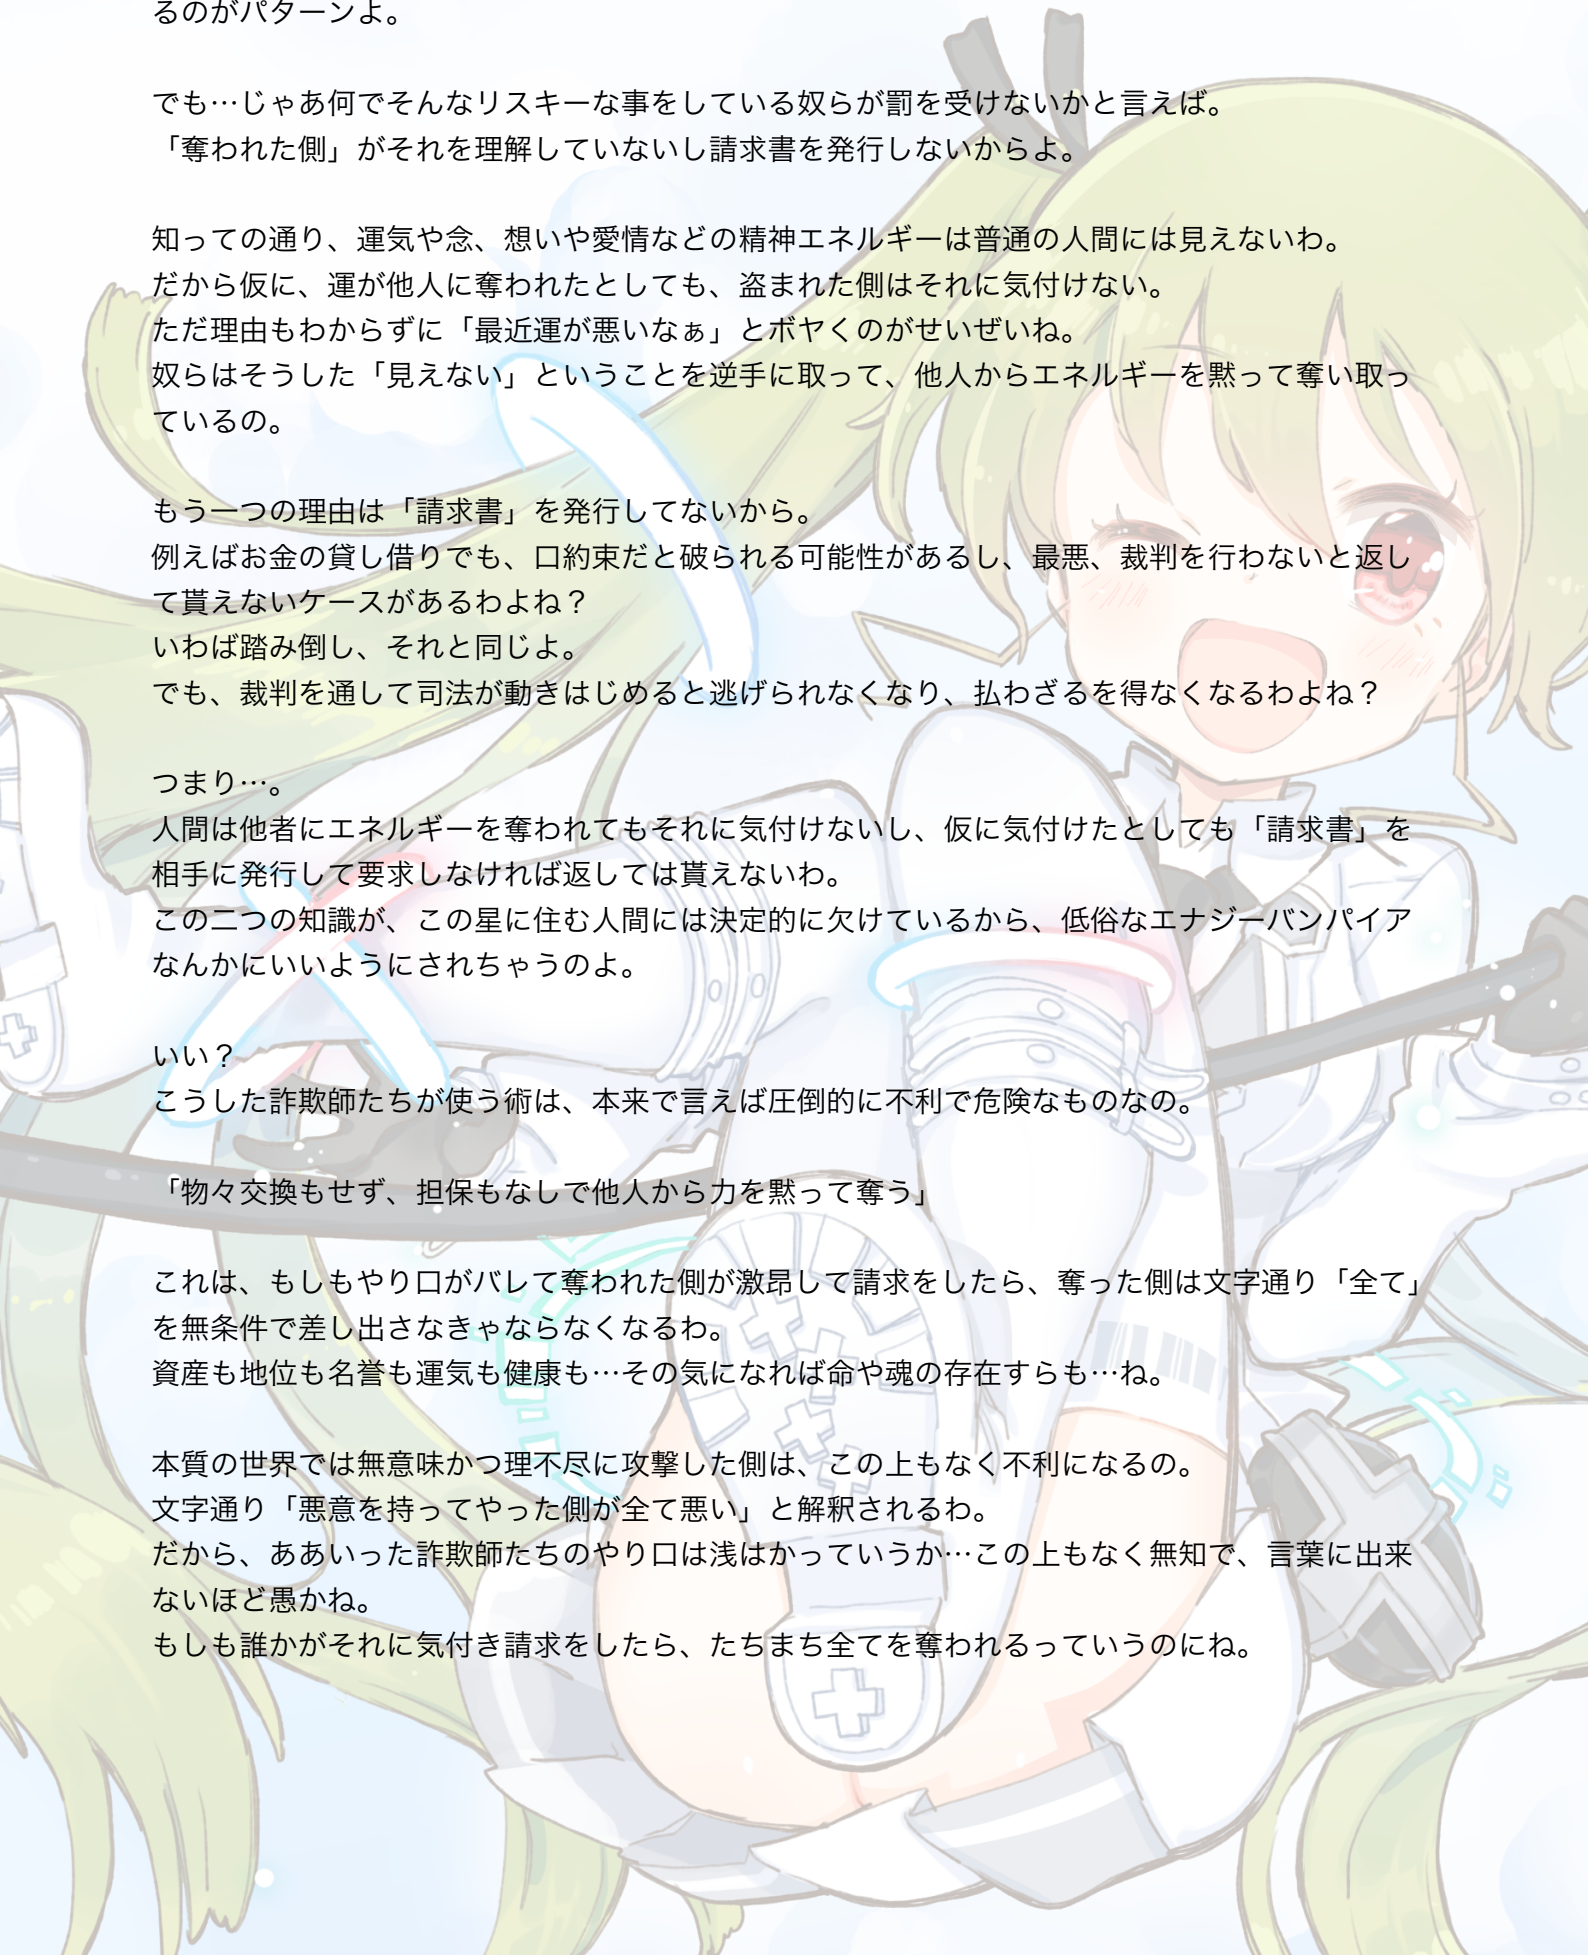 るのがパターンよ。
でも…じゃあ何でそんなリスキーな事をしている奴らが罰を受けないかと言えば。
「奪われた側」がそれを理解していないし請求書を発行しないからよ。
知っての通り、運気や念、想いや愛情などの精神エネルギーは普通の人間には見えないわ。
だから仮に、運が他人に奪われたとしても、盗まれた側はそれに気付けない。
ただ理由もわからずに「最近運が悪いなぁ」とボヤくのがせいぜいね。
奴らはそうした「見えない」ということを逆手に取って、他人からエネルギーを黙って奪い取っ
ているの。
もう一つの理由は「請求書」を発行してないから。
例えばお金の貸し借りでも、口約束だと破られる可能性があるし、最悪、裁判を行わないと返し
て貰えないケースがあるわよね？
いわば踏み倒し、それと同じよ。
でも、裁判を通して司法が動きはじめると逃げられなくなり、払わざるを得なくなるわよね？
つまり…。
人間は他者にエネルギーを奪われてもそれに気付けないし、仮に気付けたとしても「請求書」を
相手に発行して要求しなければ返しては貰えないわ。
この二つの知識が、この星に住む人間には決定的に欠けているから、低俗なエナジーバンパイア
なんかにいいようにされちゃうのよ。
いい？
こうした詐欺師たちが使う術は、本来で言えば圧倒的に不利で危険なものなの。
「物々交換もせず、担保もなしで他人から力を黙って奪う」
これは、もしもやり口がバレて奪われた側が激昂して請求をしたら、奪った側は文字通り「全て」
を無条件で差し出さなきゃならなくなるわ。
資産も地位も名誉も運気も健康も…その気になれば命や魂の存在すらも…ね。
本質の世界では無意味かつ理不尽に攻撃した側は、この上もなく不利になるの。
文字通り「悪意を持ってやった側が全て悪い」と解釈されるわ。
だから、ああいった詐欺師たちのやり口は浅はかっていうか…この上もなく無知で、言葉に出来
ないほど愚かね。
もしも誰かがそれに気付き請求をしたら、たちまち全てを奪われるっていうのにね。